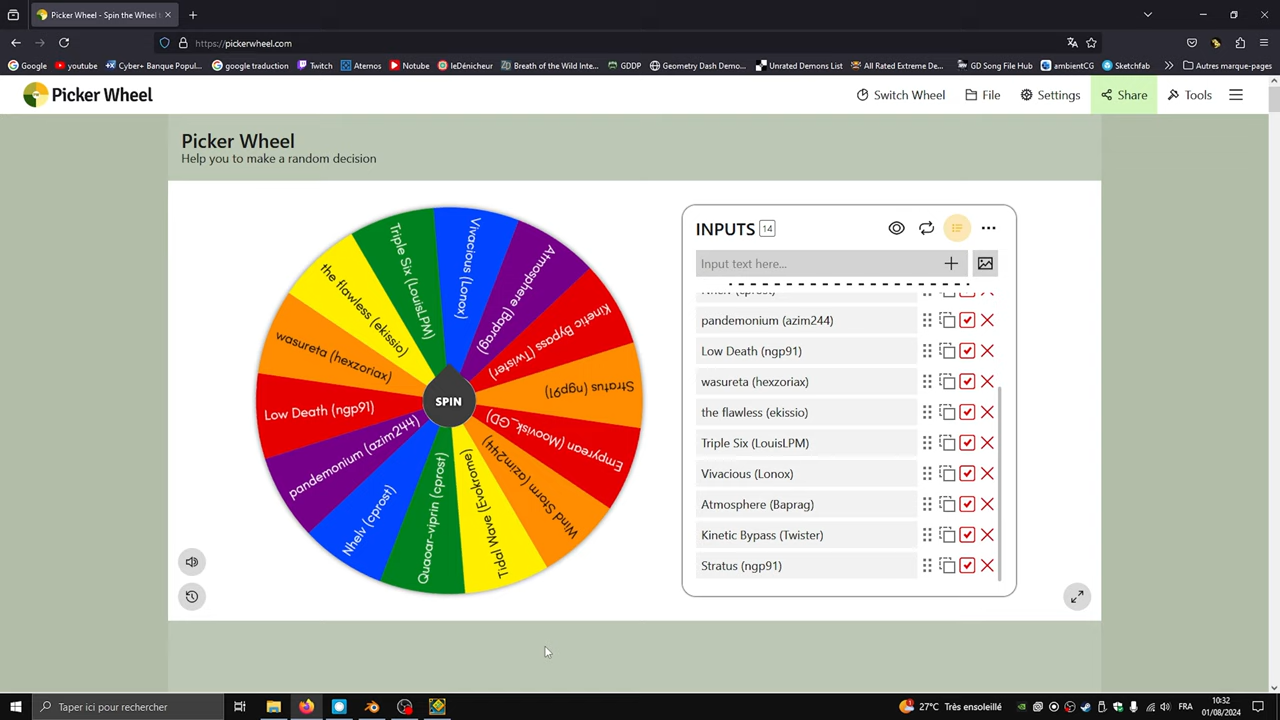 Picker Wheel - Spin the Wheel
https://pickerwheel.com
Google
youtube
Cyber+ Banque Popul...
google traduction
Twitch
Aternos
Notube
leDénicheur
Breath of the Wild Inte...
GDDP
Geometry Dash Demo...
Unrated Demons List
All Rated Extreme De...
GD Song File Hub
ambientCG
Sketchfab
Autres marque-pages
Picker Wheel
Switch Wheel
File
Settings
Share
Tools
Picker Wheel
Help you to make a random decision
Triple Six (LouisLPM)
Vivacious (Lonox)
Atmosphere (Baprag)
Kinetic Bypass (Twister)
Stratus (ngp91)
Empyrean (Moovisk_GD)
Wind Storm (azim244)
Tidal Wave (Evokrome)
Quaoar-viprin (cprost)
Nhelv (cprost)
pandemonium (azim244)
Low Death (ngp91)
wasureta (hexzoriax)
the flawless (ekissio)
SPIN
INPUTS 14
Input text here...
Nhelv (cprost)
pandemonium (azim244)
Low Death (ngp91)
wasureta (hexzoriax)
the flawless (ekissio)
Triple Six (LouisLPM)
Vivacious (Lonox)
Atmosphere (Baprag)
Kinetic Bypass (Twister)
Stratus (ngp91)
Taper ici pour rechercher
27°C Très ensoleillé
FRA
10:32
01/08/2024